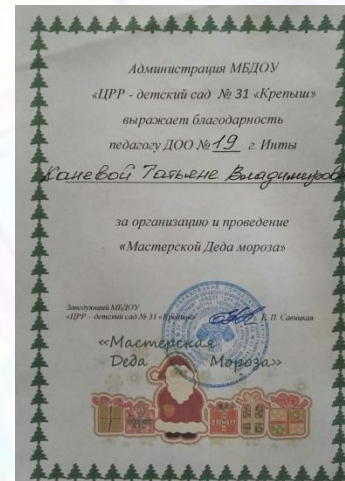 Администрация МБДОУ
«ЦРР - детский сад № 31 «Крепыш»
выражает благодарность
педагогу ДОО № 19 г. Инты
Каневой Татьяне Владимировне
за организацию и проведение
«Мастерской Деда мороза»
Заведующий МБДОУ
«ЦРР - детский сад № 31 «Крепыш» Е. П. Савицкая
«Мастерская
Деда Мороза»